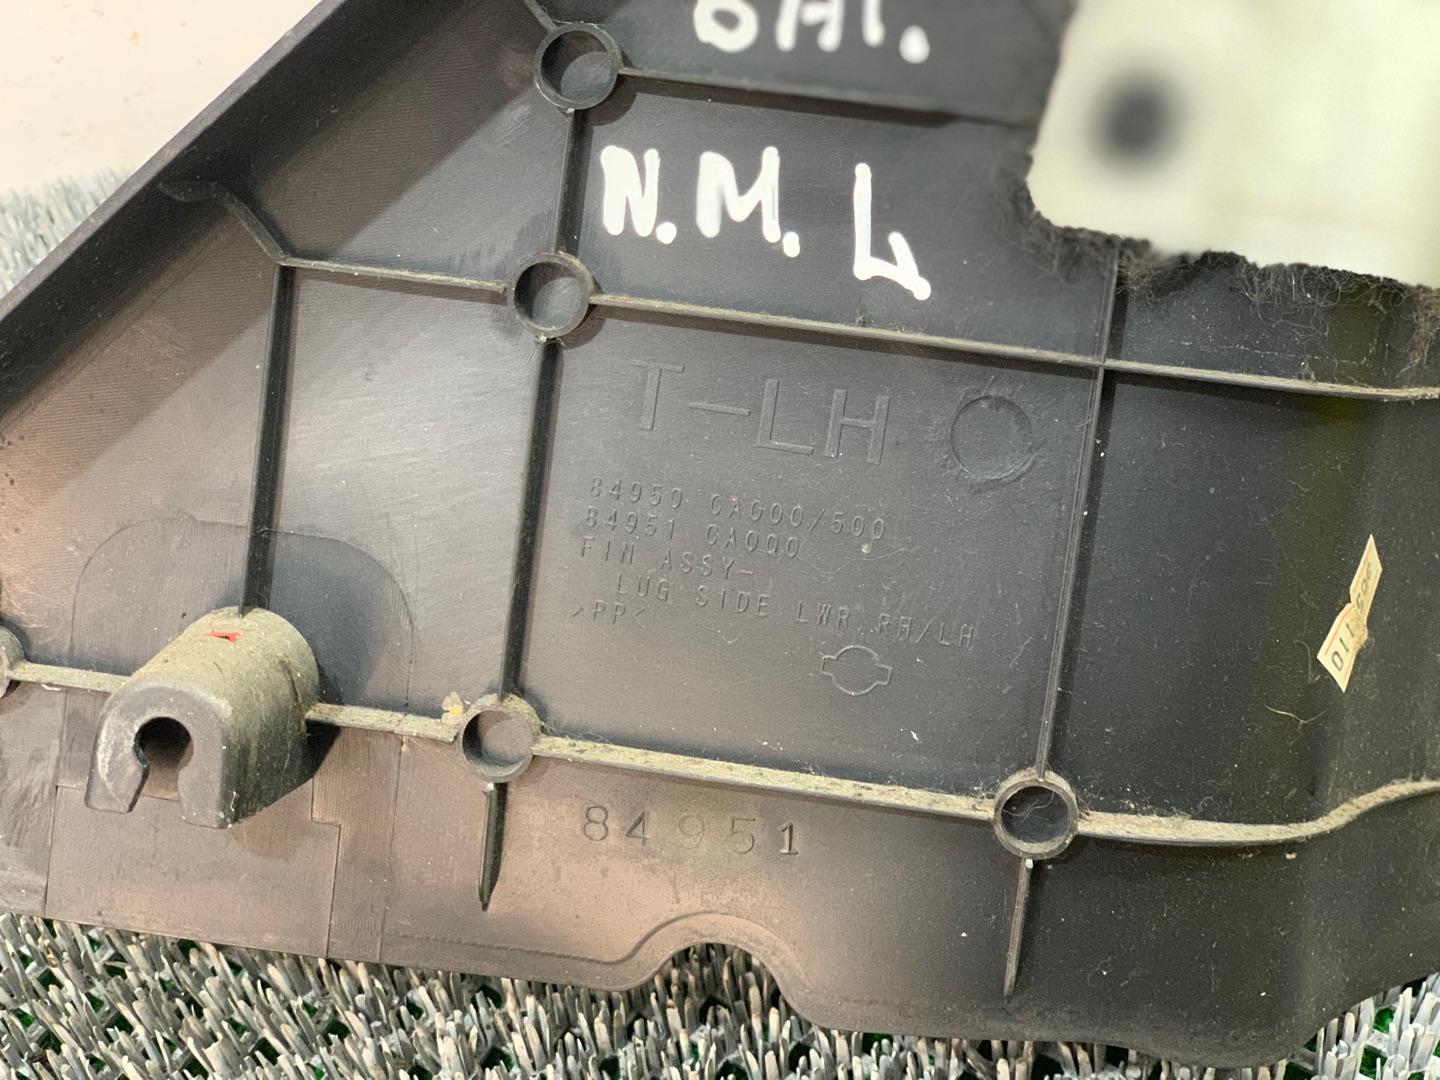 N.M. L
T-LH
84950 CA000/500
84951 CA000
FIN ASSY-
LUG SIDE LWR RH/LH
>PP<
84951